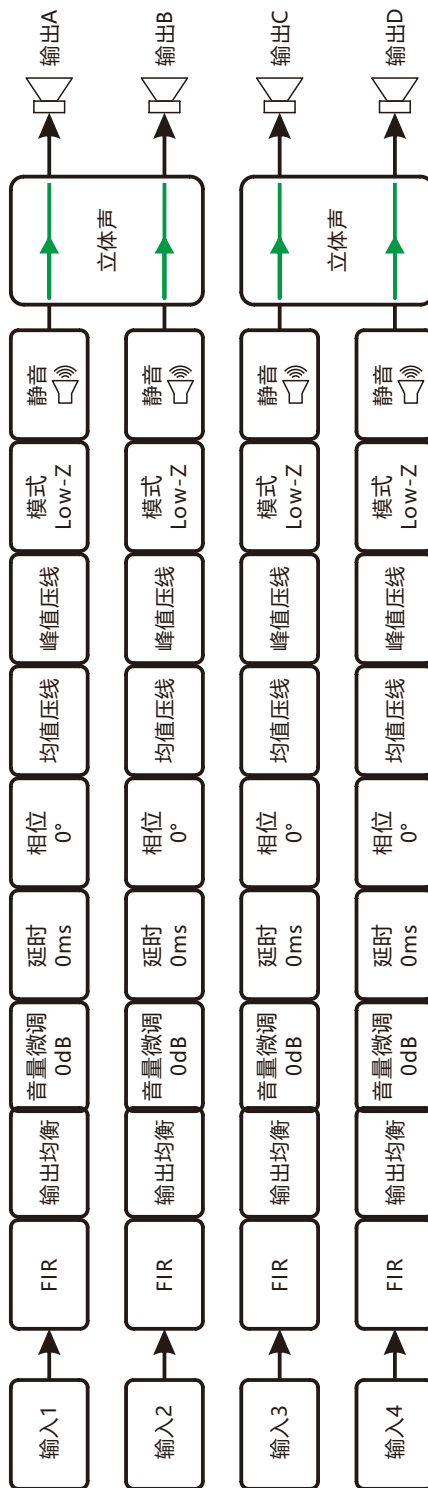 输入1
FIR
输出均衡
音量微调
0dB
延时
0ms
相位
0°
均值压线
峰值压线
模式
Low-Z
静音
输出A
输入2
FIR
输出均衡
音量微调
0dB
延时
0ms
相位
0°
均值压线
峰值压线
模式
Low-Z
静音
输出B
立体声
输入3
FIR
输出均衡
音量微调
0dB
延时
0ms
相位
0°
均值压线
峰值压线
模式
Low-Z
静音
输出C
输入4
FIR
输出均衡
音量微调
0dB
延时
0ms
相位
0°
均值压线
峰值压线
模式
Low-Z
静音
输出D
立体声